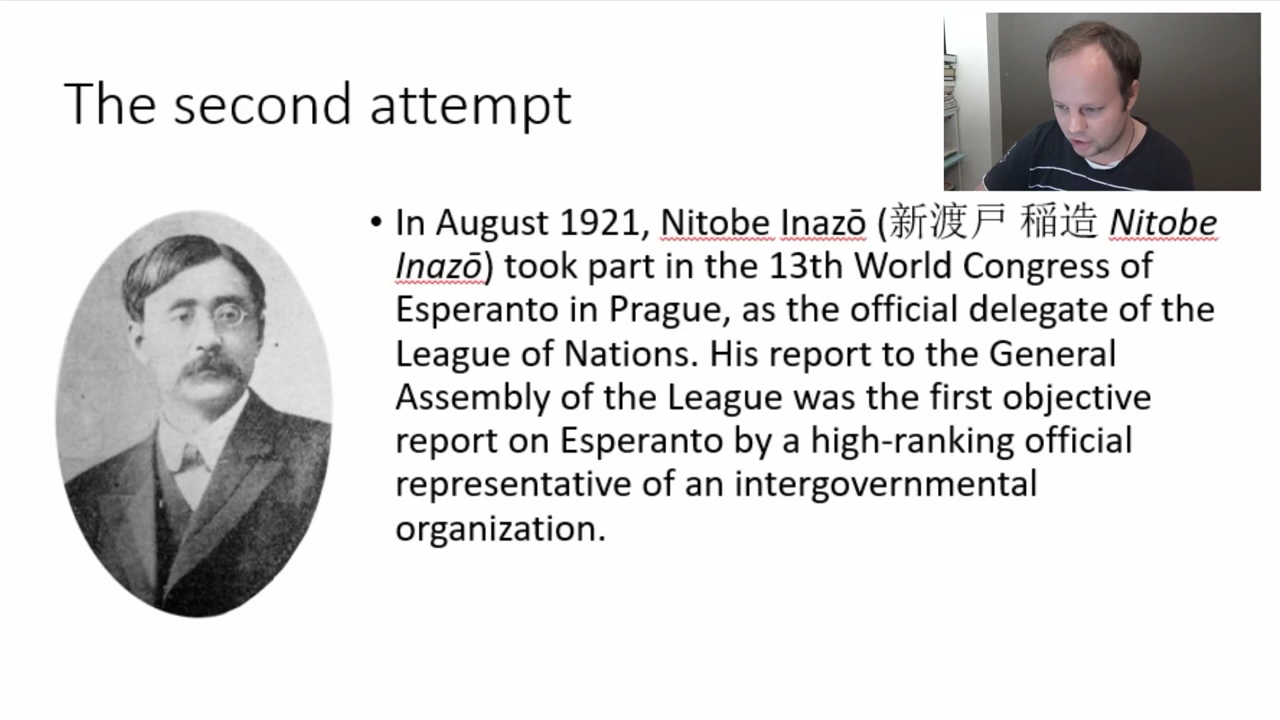 The second attempt
• In August 1921, Nitobe Inazō (新渡戸 稲造 Nitobe
Inazō) took part in the 13th World Congress of
Esperanto in Prague, as the official delegate of the
League of Nations. His report to the General
Assembly of the League was the first objective
report on Esperanto by a high-ranking official
representative of an intergovernmental
organization.